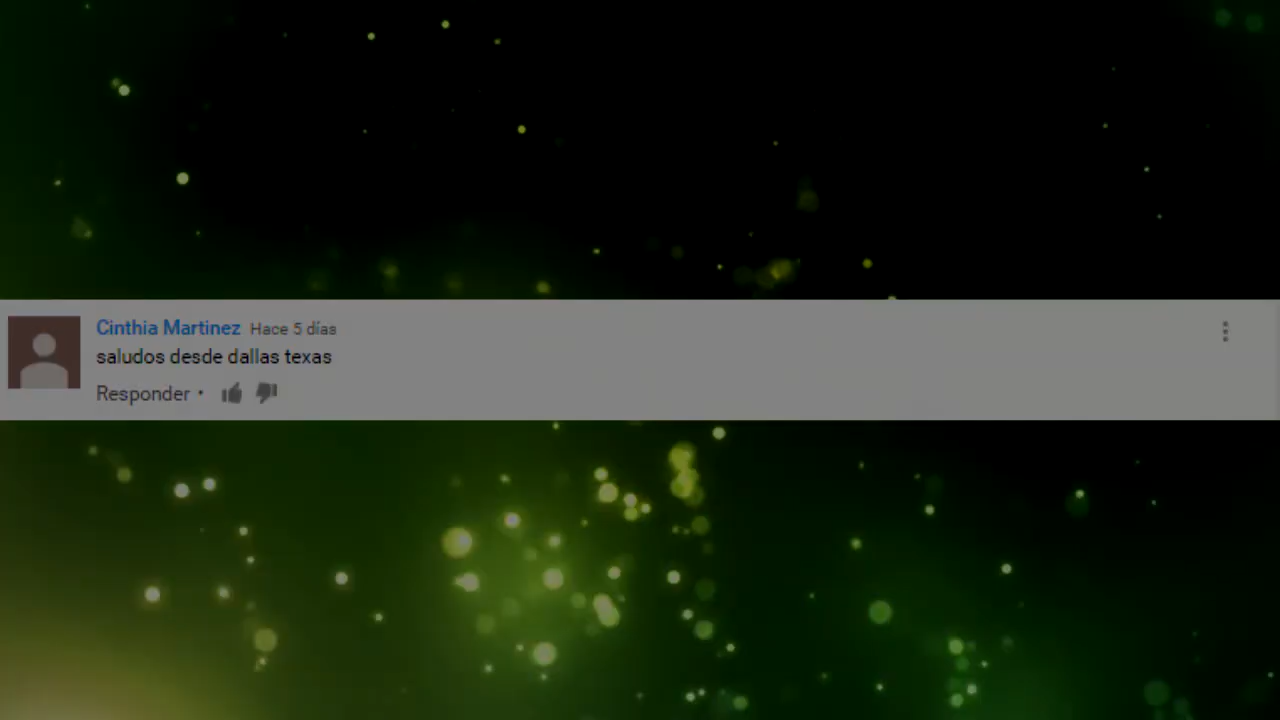 Cinthia Martinez Hace 5 días
saludos desde dallas texas
Responder •